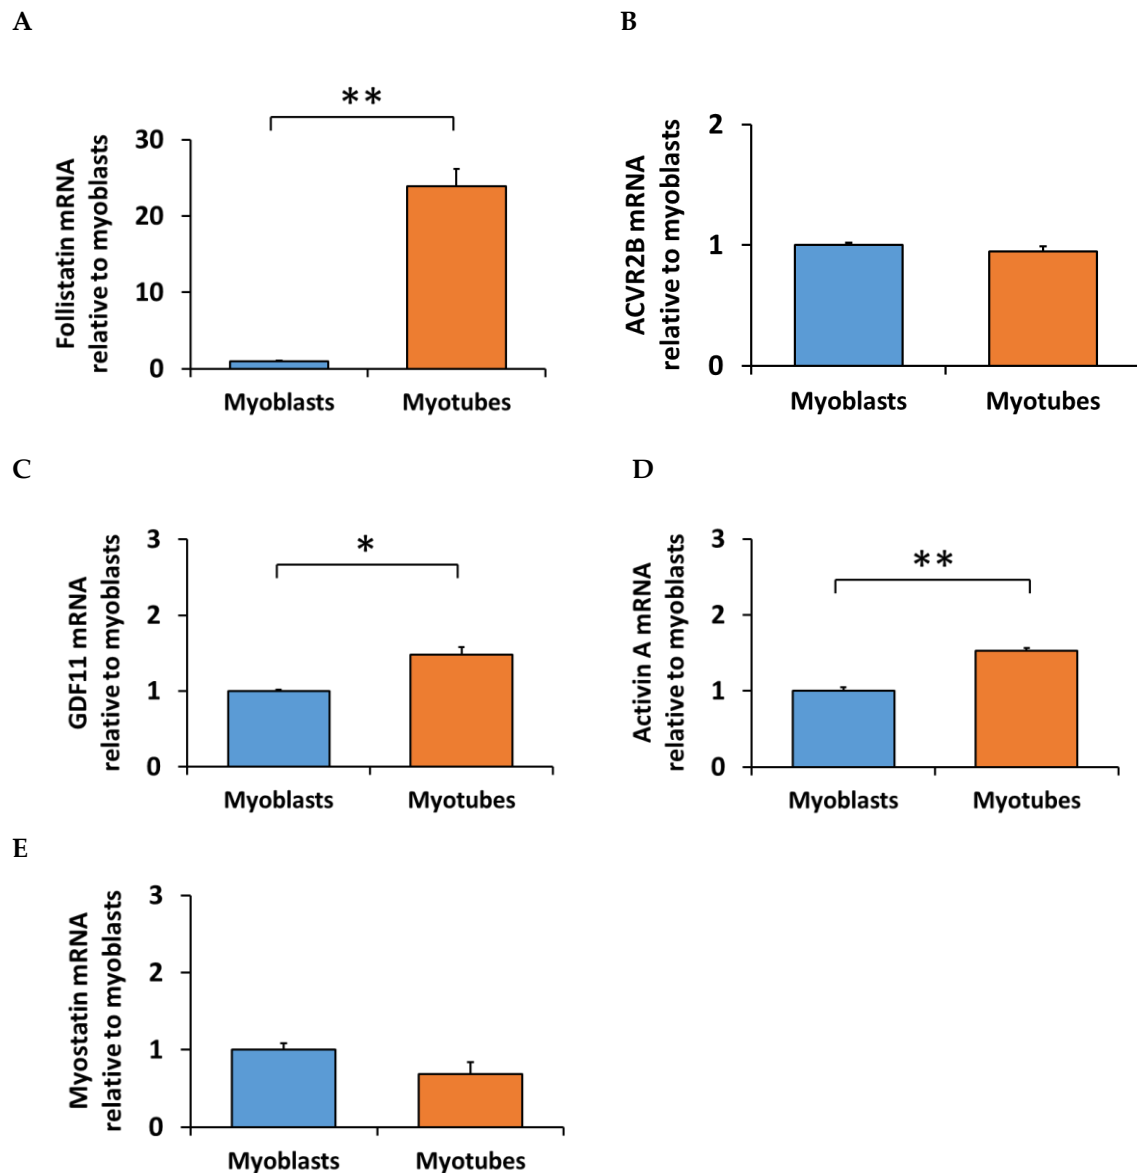 A
**
Follistatin mRNA
relative to myoblasts
30
20
10
0
Myoblasts
Myotubes
B
ACVR2B mRNA
relative to myoblasts
2
1
0
Myoblasts
Myotubes
C
*
GDF11 mRNA
relative to myoblasts
3
2
1
0
Myoblasts
Myotubes
D
**
Activin A mRNA
relative to myoblasts
3
2
1
0
Myoblasts
Myotubes
E
Myostatin mRNA
relative to myoblasts
3
2
1
0
Myoblasts
Myotubes